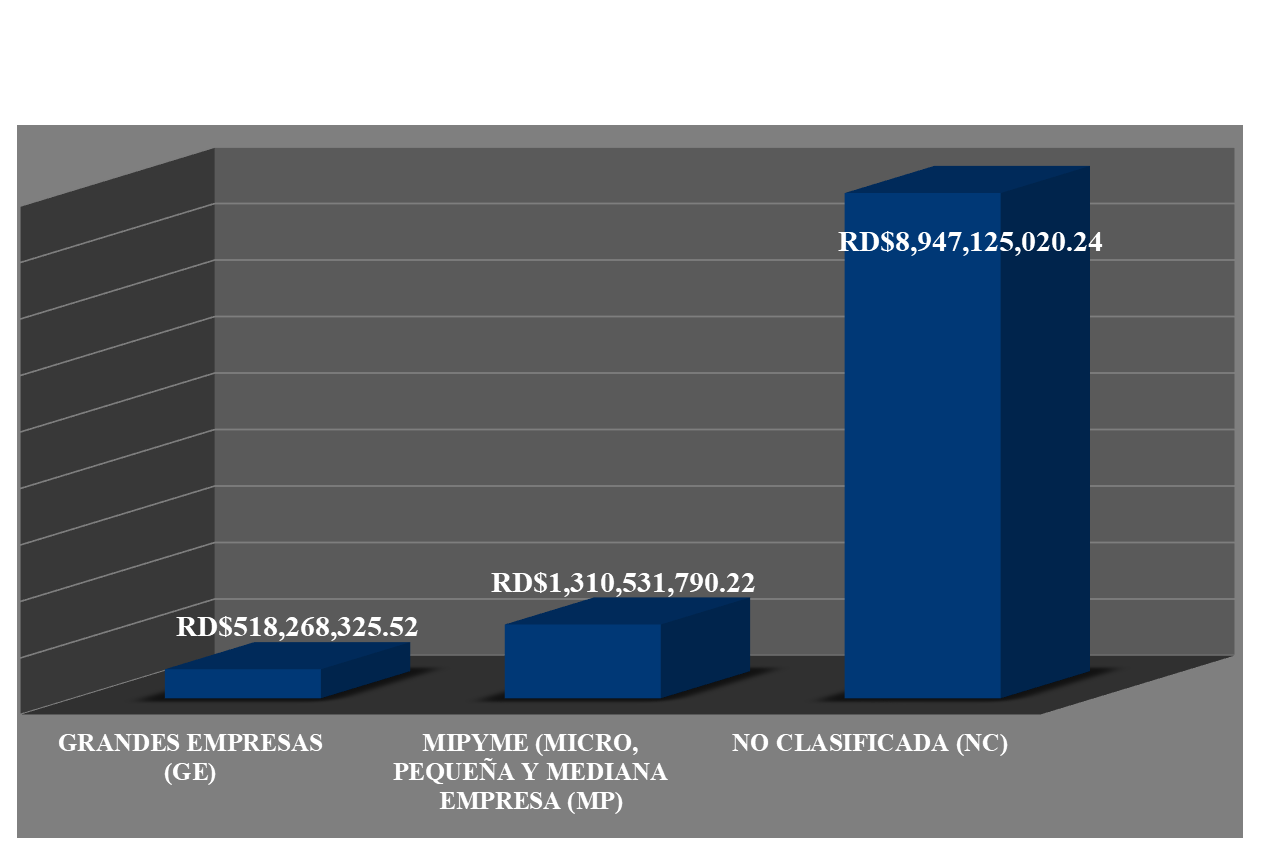 RD$8,947,125,020.24
RD$1,310,531,790.22
RD$518,268,325.52
GRANDES EMPRESAS
(GE)
MIPYME (MICRO,
PEQUEÑA Y MEDIANA
EMPRESA (MP)
NO CLASIFICADA (NC)